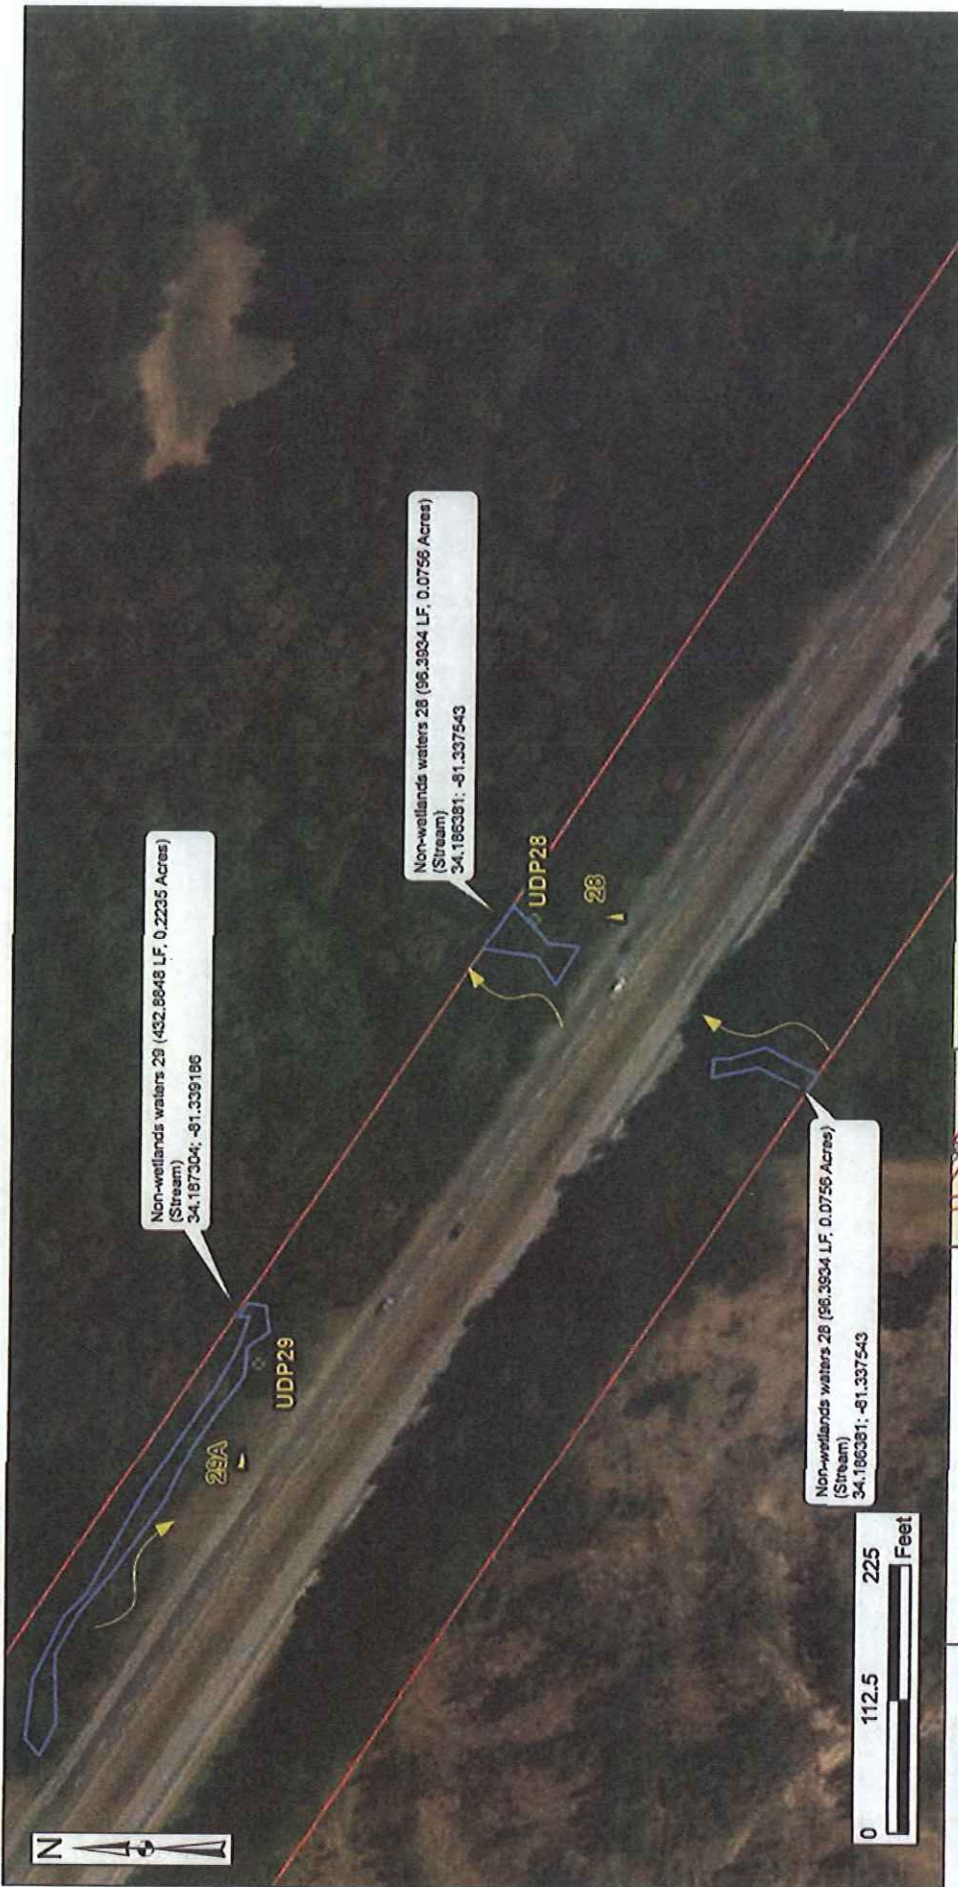 N
Non-wetlands waters 29 (432.8848 LF, 0.2235 Acres)
(Stream)
34.187304; -81.339186
Non-wetlands waters 28 (96.3934 LF, 0.0756 Acres)
(Stream)
34.186381; -81.337543
29A
UDP29
UDP28
28
Non-wetlands waters 28 (96.3934 LF, 0.0756 Acres)
(Stream)
34.186381; -81.337543
0 112.5 225
Feet